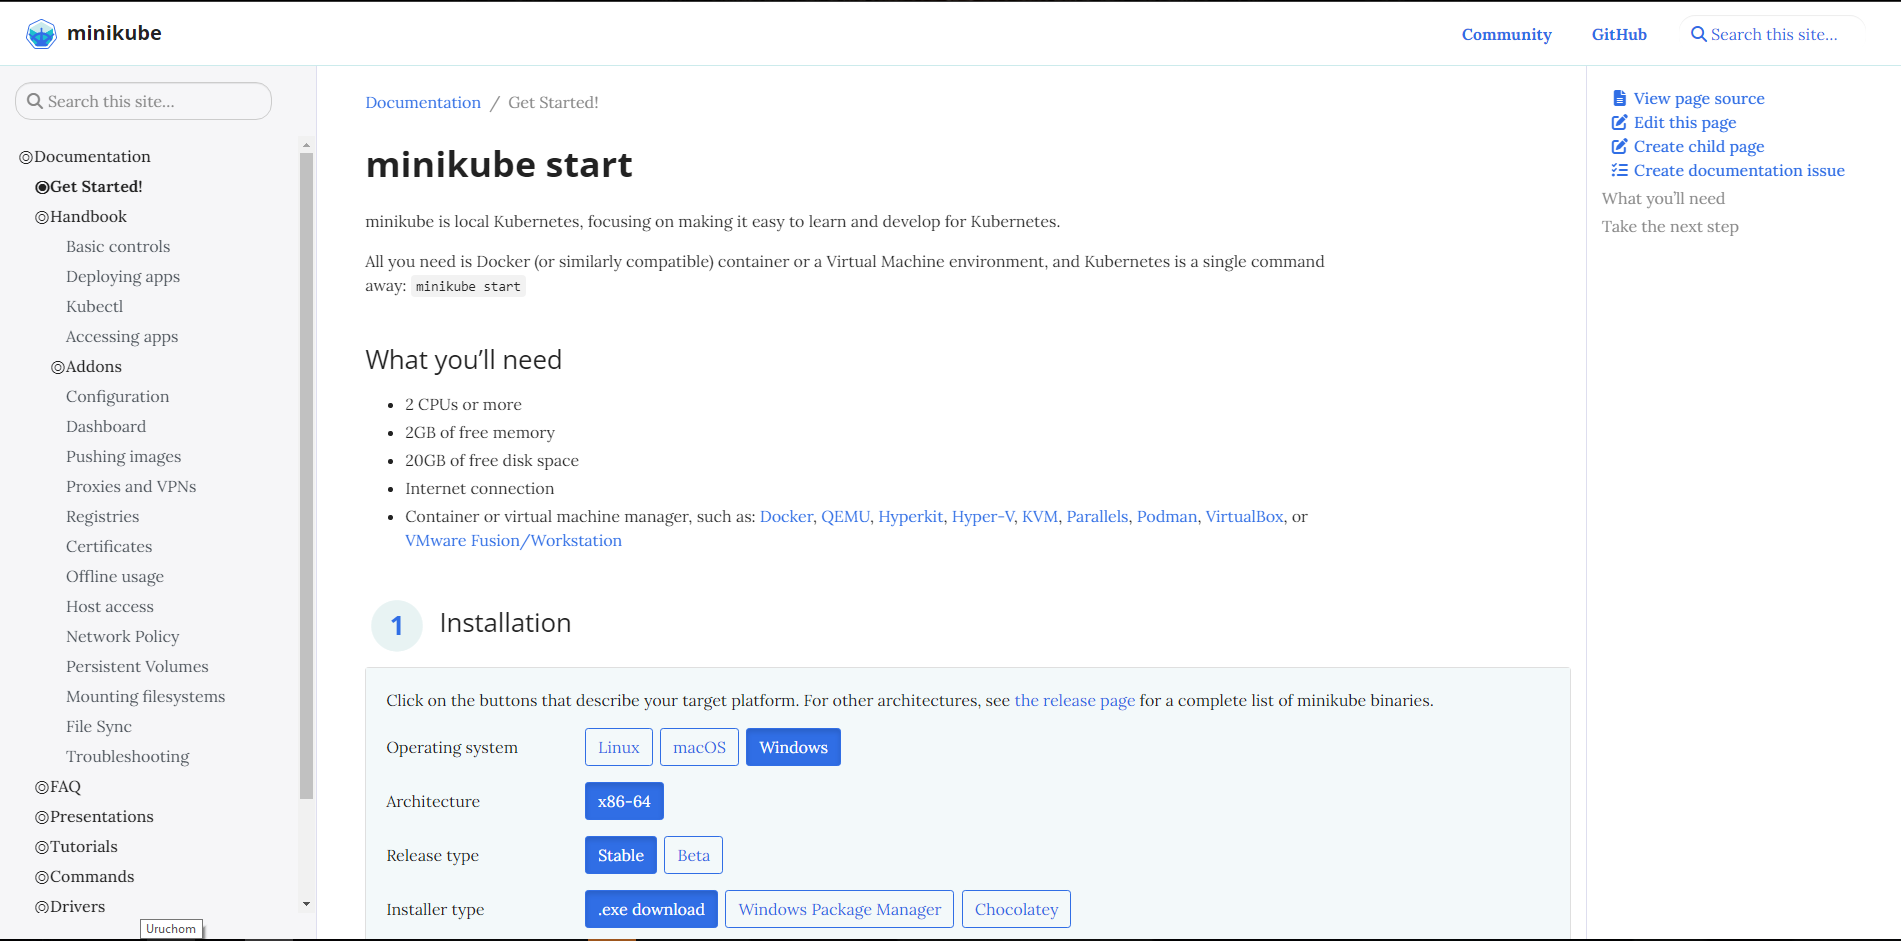 minikube
Community
GitHub
Search this site...
Search this site...
Documentation
Get Started!
Handbook
Basic controls
Deploying apps
Kubectl
Accessing apps
Addons
Configuration
Dashboard
Pushing images
Proxies and VPNs
Registries
Certificates
Offline usage
Host access
Network Policy
Persistent Volumes
Mounting filesystems
File Sync
Troubleshooting
FAQ
Presentations
Tutorials
Commands
Drivers
Uruchom
Documentation / Get Started!
minikube start
minikube is local Kubernetes, focusing on making it easy to learn and develop for Kubernetes.
All you need is Docker (or similarly compatible) container or a Virtual Machine environment, and Kubernetes is a single command
away: minikube start
What you’ll need
2 CPUs or more
2GB of free memory
20GB of free disk space
Internet connection
Container or virtual machine manager, such as: Docker, QEMU, Hyperkit, Hyper-V, KVM, Parallels, Podman, VirtualBox, or
VMware Fusion/Workstation
1 Installation
Click on the buttons that describe your target platform. For other architectures, see the release page for a complete list of minikube binaries.
Operating system Linux macOS Windows
Architecture x86-64
Release type Stable Beta
Installer type .exe download Windows Package Manager Chocolatey
View page source
Edit this page
Create child page
Create documentation issue
What you’ll need
Take the next step